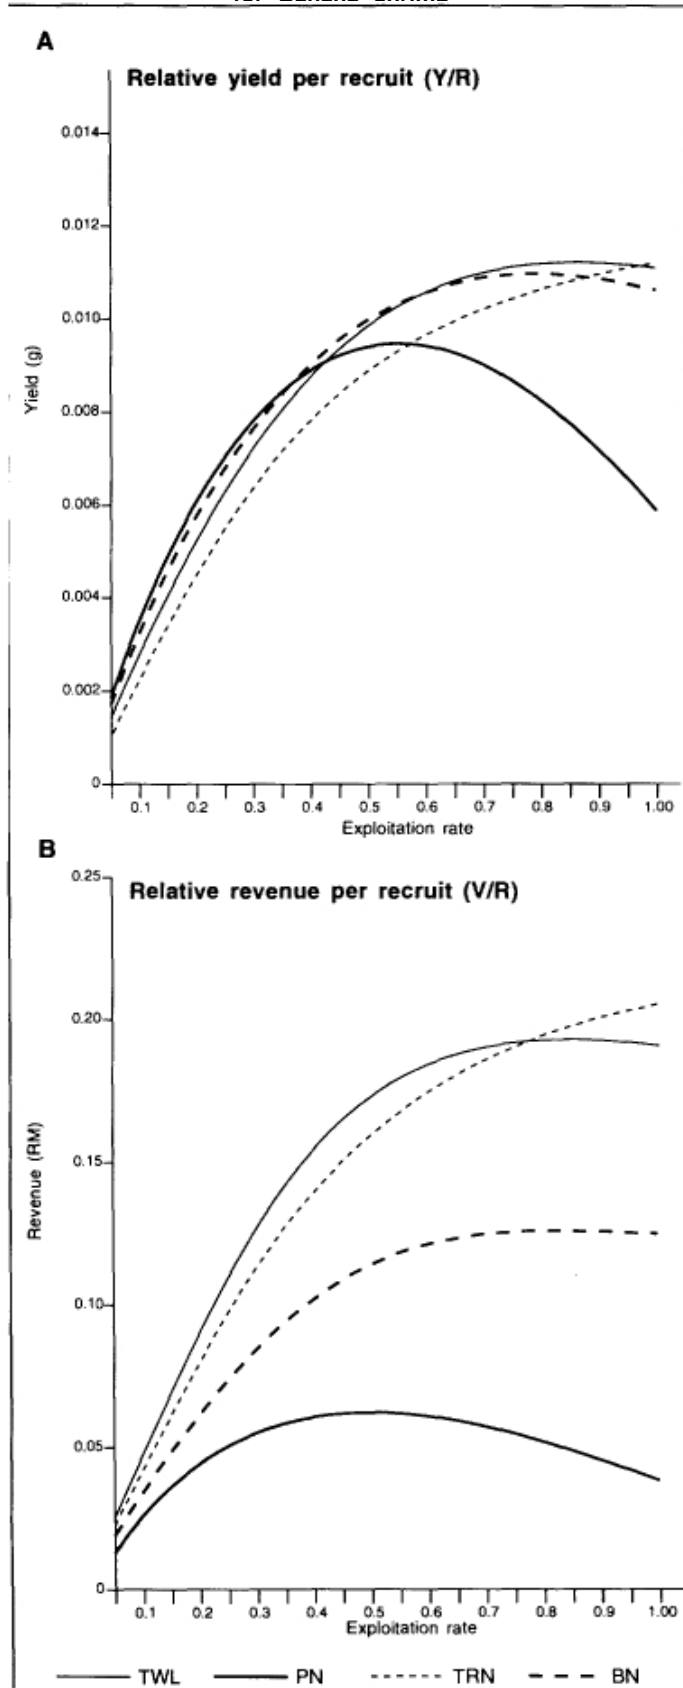 A
Relative yield per recruit (Y/R)
0.014
0.012
0.010
0.008
0.006
0.004
0.002
0
Yield (g)
0.1 0.2 0.3 0.4 0.5 0.6 0.7 0.8 0.9 1.00
Exploitation rate
B
Relative revenue per recruit (V/R)
0.25
0.20
0.15
0.10
0.05
0
Revenue (RM)
0.1 0.2 0.3 0.4 0.5 0.6 0.7 0.8 0.9 1.00
Exploitation rate
TWL PN TRN BN